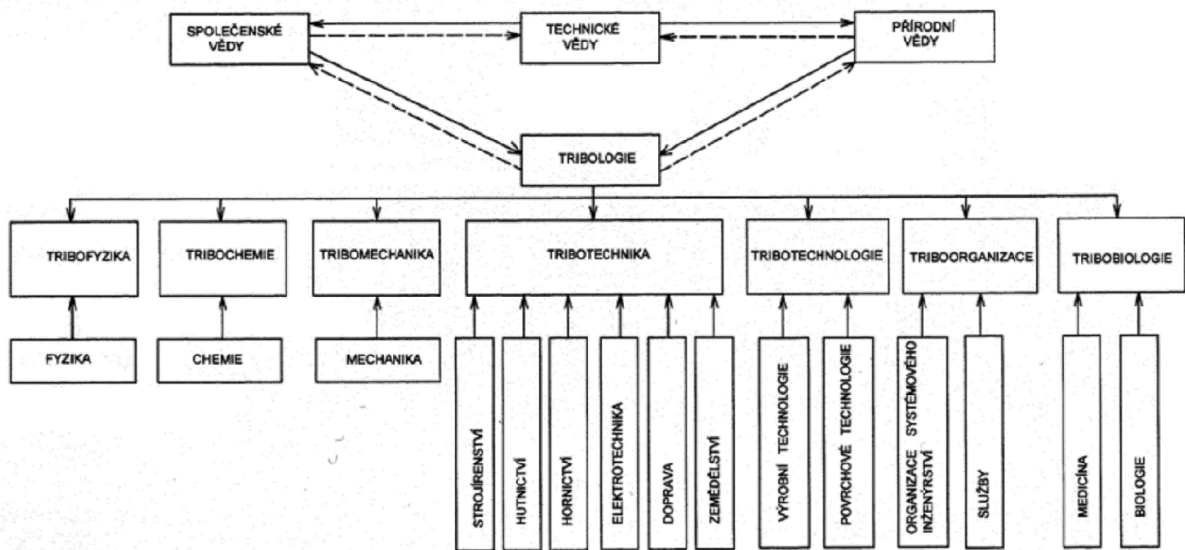 SPOLEČENSKÉ
VĚDY
TECHNICKÉ
VĚDY
PŘÍRODNÍ
VĚDY
TRIBOLOGIE
TRIBOFYZIKA
TRIBOCHEMIE
TRIBOMECHANIKA
TRIBOTECHNIKA
TRIBOTECHNOLOGIE
TRIBOORGANIZACE
TRIBOBIOLOGIE
FYZIKA
CHEMIE
MECHANIKA
STROJÍRENSTVÍ
HUTNICTVÍ
HORNICTVÍ
ELEKTROTECHNIKA
DOPRAVA
ZEMĚDĚLSTVÍ
VÝROBNÍ TECHNOLOGIE
POVRCHOVÉ TECHNOLOGIE
ORGANIZACE SYSTÉMOVÉHO
INŽENÝRSTVÍ
SLUŽBY
MEDICÍNA
BIOLOGIE